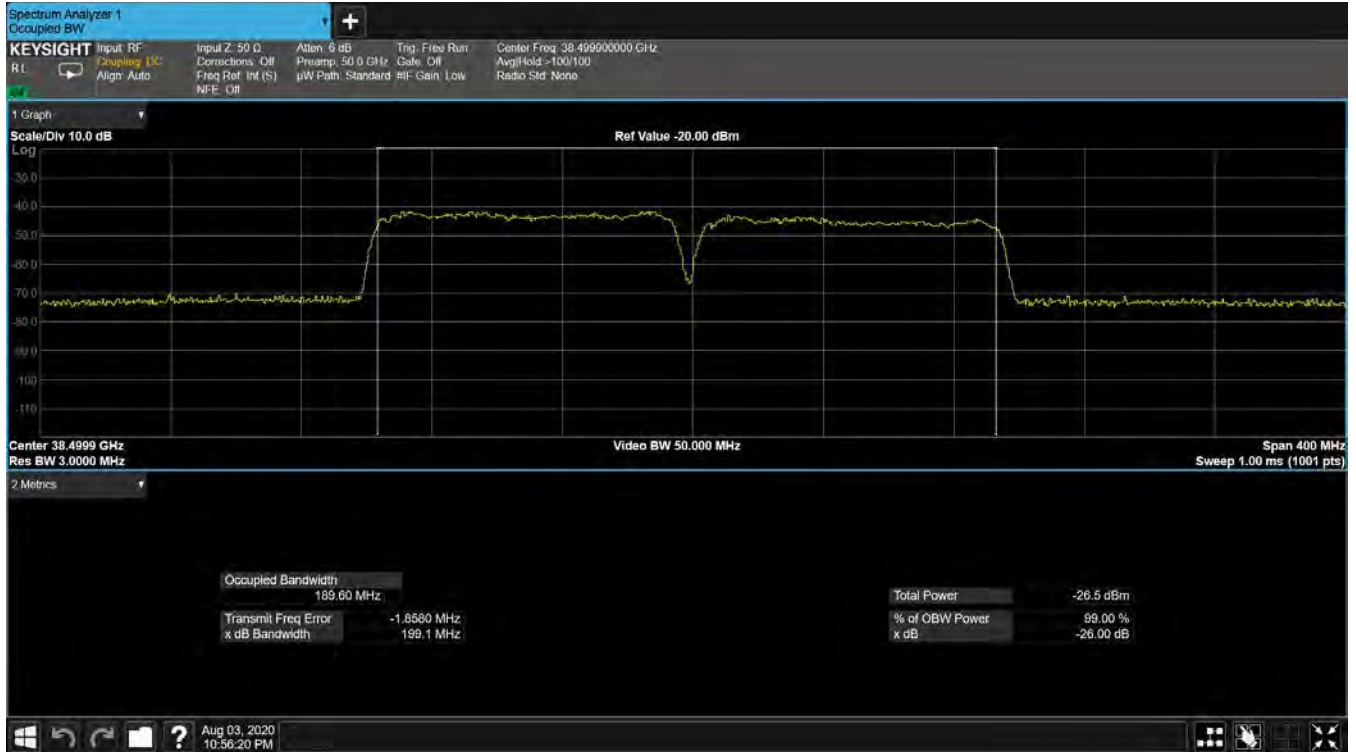 Spectrum Analyzer 1
Occupied BW
KEYSIGHT Input: RF Input Z: 50 Ω Atten: 6 dB Trig: Free Run Center Freq: 38.499900000 GHz
RL Coupling: DC Corrections: Off Preamp: 50.0 GHz Gate: Off Avg|Hold:>100/100
Align: Auto Freq Ref: Int (S) µW Path: Standard #IF Gain: Low Radio Std: None
NFE: Off
1 Graph
Scale/Div 10.0 dB Ref Value -20.00 dBm
Log
-30.0
-40.0
-50.0
-60.0
-70.0
-80.0
-90.0
-100
-110
Center 38.4999 GHz Video BW 50.000 MHz Span 400 MHz
Res BW 3.0000 MHz Sweep 1.00 ms (1001 pts)
2 Metrics
Occupied Bandwidth
189.60 MHz
Total Power -26.5 dBm
Transmit Freq Error -1.8580 MHz % of OBW Power 99.00 %
x dB Bandwidth 199.1 MHz x dB -26.00 dB
? Aug 03, 2020
10:56:20 PM